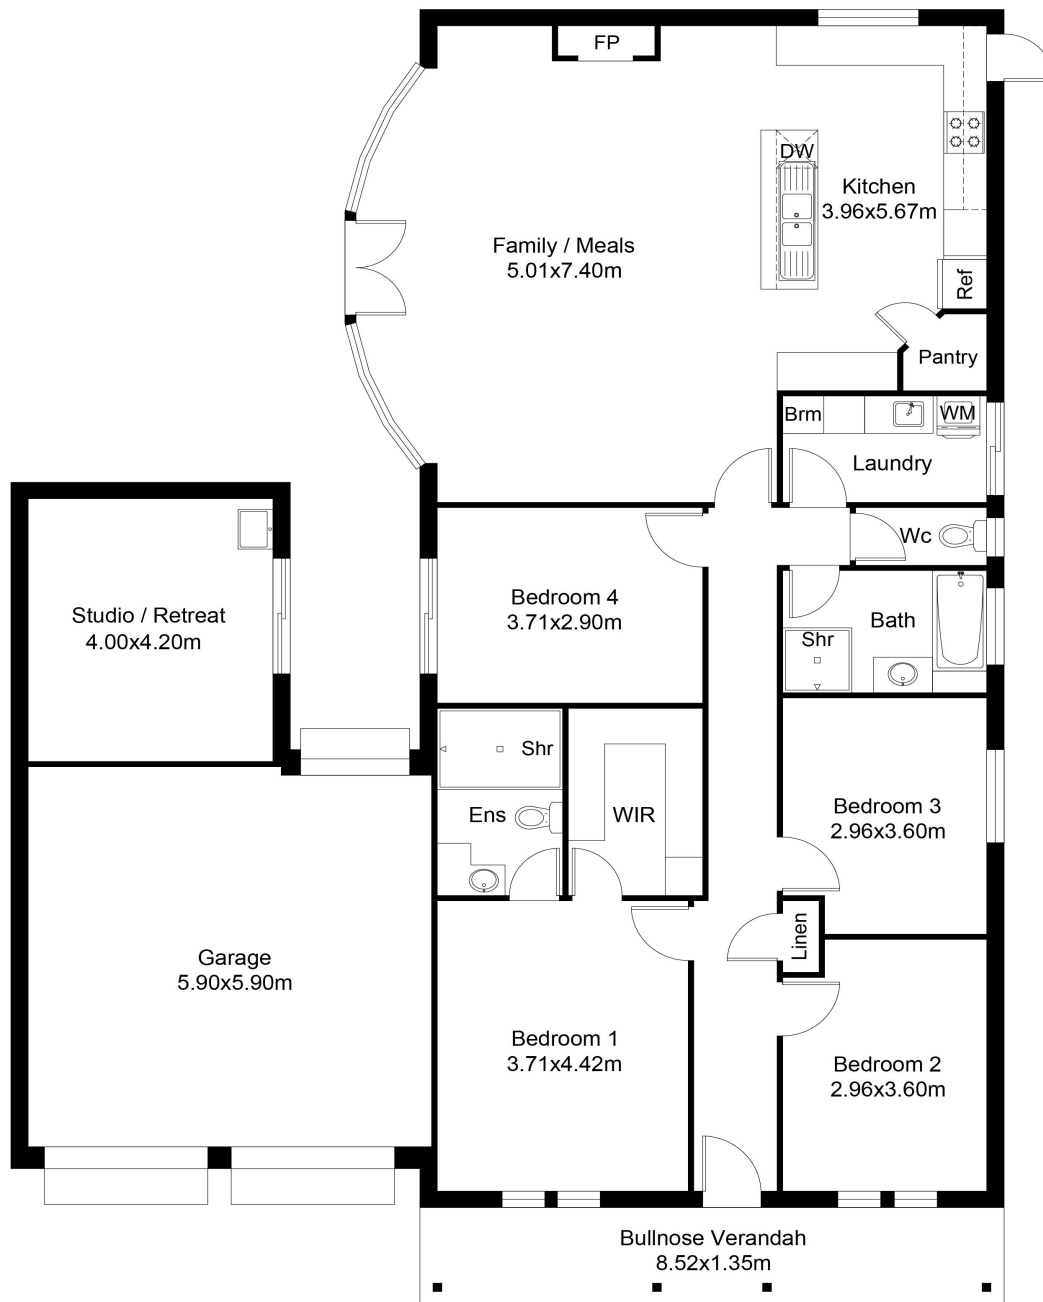 FP
DW
Kitchen
3.96x5.67m
Family / Meals
5.01x7.40m
Ref
Pantry
Brm
WM
Laundry
Wc
Bedroom 4
3.71x2.90m
Studio / Retreat
4.00x4.20m
Bath
Shr
Shr
Ens
WIR
Bedroom 3
2.96x3.60m
Linen
Garage
5.90x5.90m
Bedroom 1
3.71x4.42m
Bedroom 2
2.96x3.60m
Bullnose Verandah
8.52x1.35m